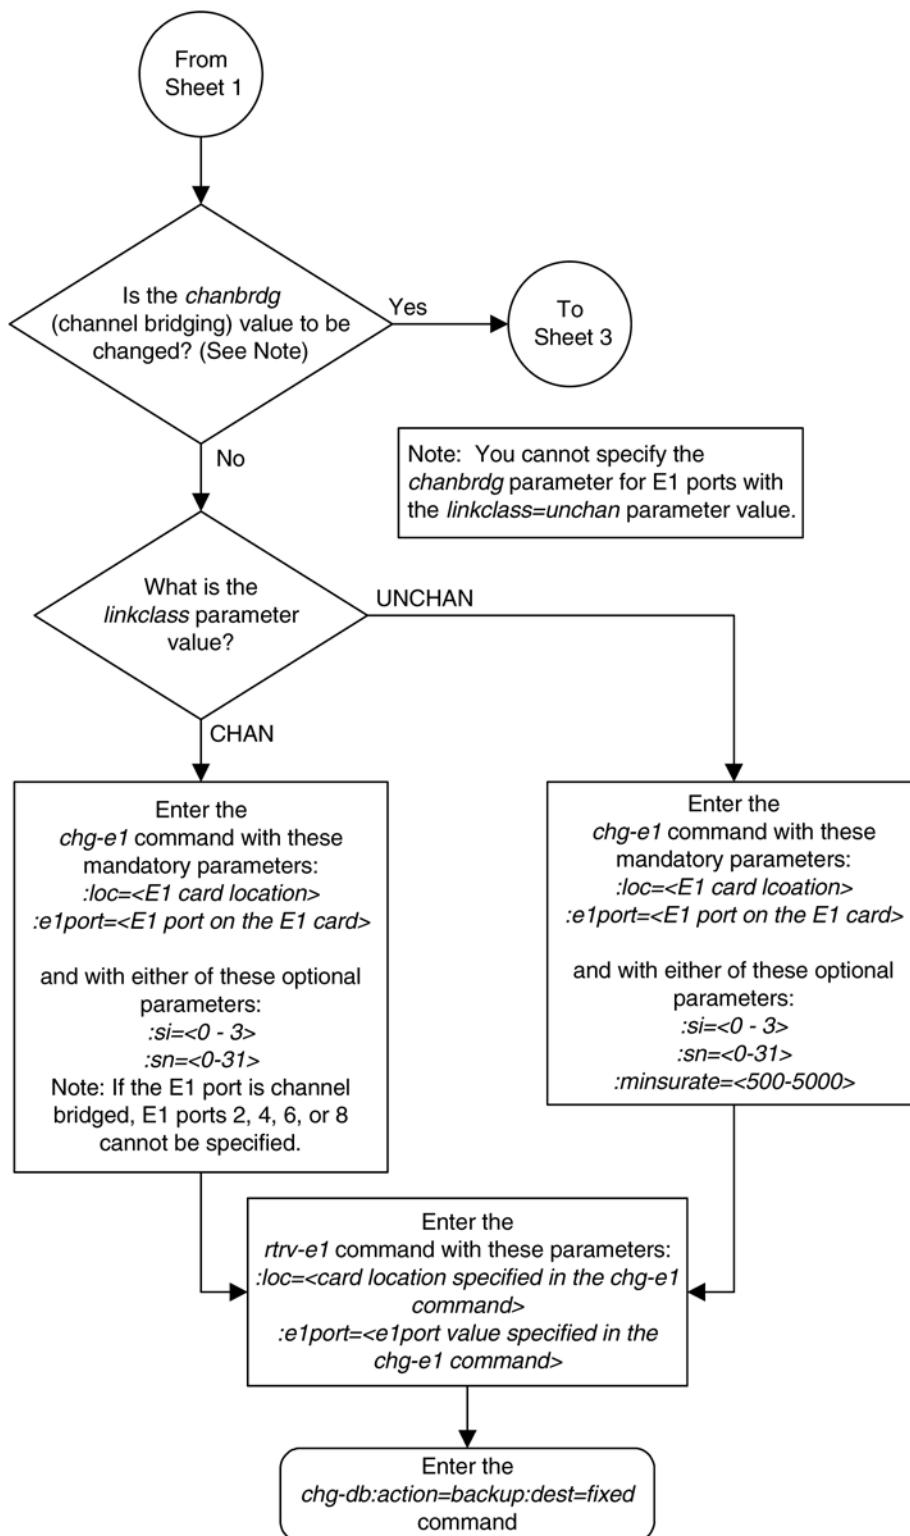 From
Sheet 1
Is the chanbrdg
(channel bridging) value to be
changed? (See Note)
Yes
To
Sheet 3
No
Note: You cannot specify the
chanbrdg parameter for E1 ports with
the linkclass=unchan parameter value.
What is the
linkclass parameter
value?
UNCHAN
CHAN
Enter the
chg-e1 command with these
mandatory parameters:
:loc=<E1 card location>
:e1port=<E1 port on the E1 card>
and with either of these optional
parameters:
:si=<0 - 3>
:sn=<0-31>
Note: If the E1 port is channel
bridged, E1 ports 2, 4, 6, or 8
cannot be specified.
Enter the
chg-e1 command with these
mandatory parameters:
:loc=<E1 card lcoation>
:e1port=<E1 port on the E1 card>
and with either of these optional
parameters:
:si=<0 - 3>
:sn=<0-31>
:minsurate=<500-5000>
Enter the
rtrv-e1 command with these parameters:
:loc=<card location specified in the chg-e1
command>
:e1port=<e1port value specified in the
chg-e1 command>
Enter the
chg-db:action=backup:dest=fixed
command